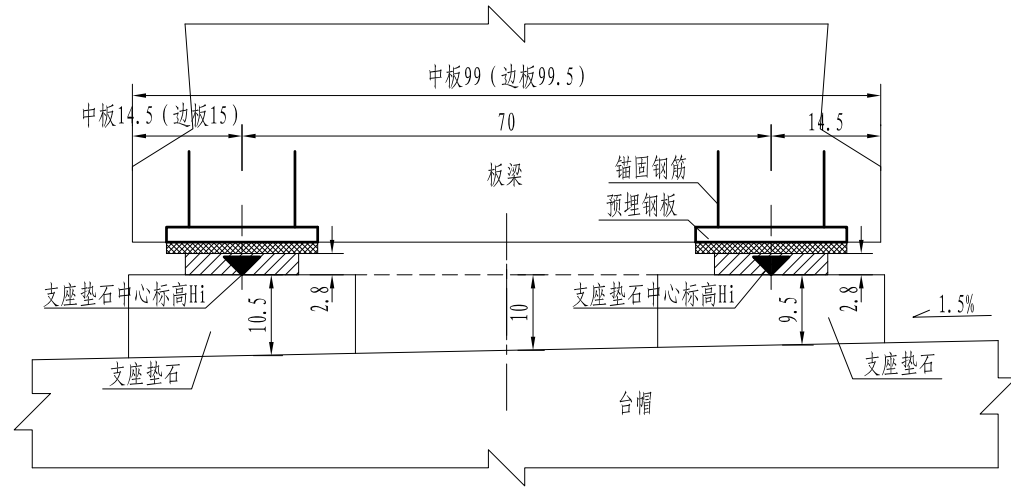 中板99（边板99.5）
中板14.5（边板15）
70
14.5
板梁
锚固钢筋
预埋钢板
支座垫石中心标高Hi
支座垫石中心标高Hi
10.5
2.8
10
9.5
2.8
1.5%
支座垫石
支座垫石
台帽